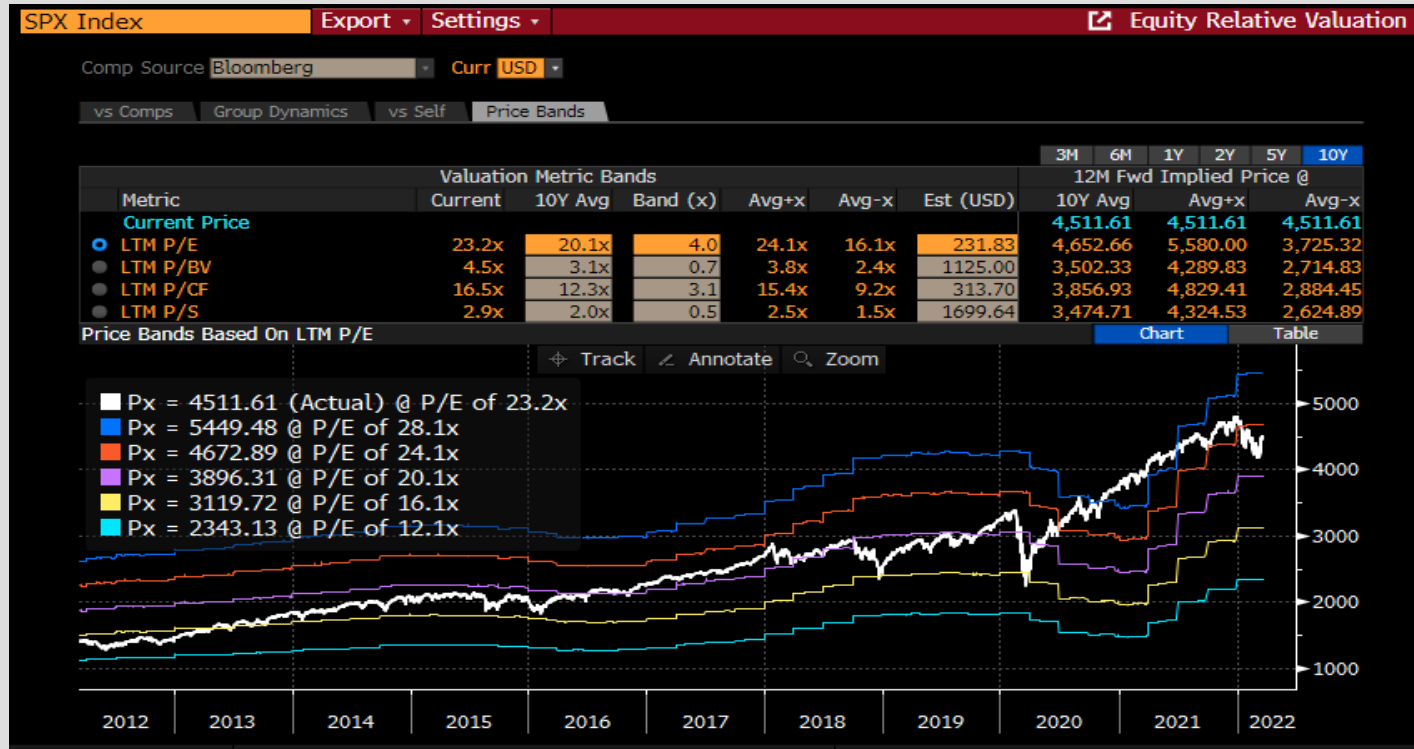 SPX Index Export Settings Equity Relative Valuation
Comp Source Bloomberg Curr USD
vs Comps Group Dynamics vs Self Price Bands
3M 6M 1Y 2Y 5Y 10Y
Valuation Metric Bands 12M Fwd Implied Price @
Metric Current 10Y Avg Band (x) Avg+x Avg-x Est (USD) 10Y Avg Avg+x Avg-x
Current Price 4,511.61 4,511.61 4,511.61
LTM P/E 23.2x 20.1x 4.0 24.1x 16.1x 231.83 4,652.66 5,580.00 3,725.32
LTM P/BV 4.5x 3.1x 0.7 3.8x 2.4x 1125.00 3,502.33 4,289.83 2,714.83
LTM P/CF 16.5x 12.3x 3.1 15.4x 9.2x 313.70 3,856.93 4,829.41 2,884.45
LTM P/S 2.9x 2.0x 0.5 2.5x 1.5x 1699.64 3,474.71 4,324.53 2,624.89
Price Bands Based On LTM P/E Chart Table
Track Annotate Zoom
Px = 4511.61 (Actual) @ P/E of 23.2x
Px = 5449.48 @ P/E of 28.1x
Px = 4672.89 @ P/E of 24.1x
Px = 3896.31 @ P/E of 20.1x
Px = 3119.72 @ P/E of 16.1x
Px = 2343.13 @ P/E of 12.1x
5000
4000
3000
2000
1000
2012 2013 2014 2015 2016 2017 2018 2019 2020 2021 2022